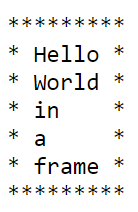 *********
* Hello *
* World *
* in    *
* a     *
* frame *
*********